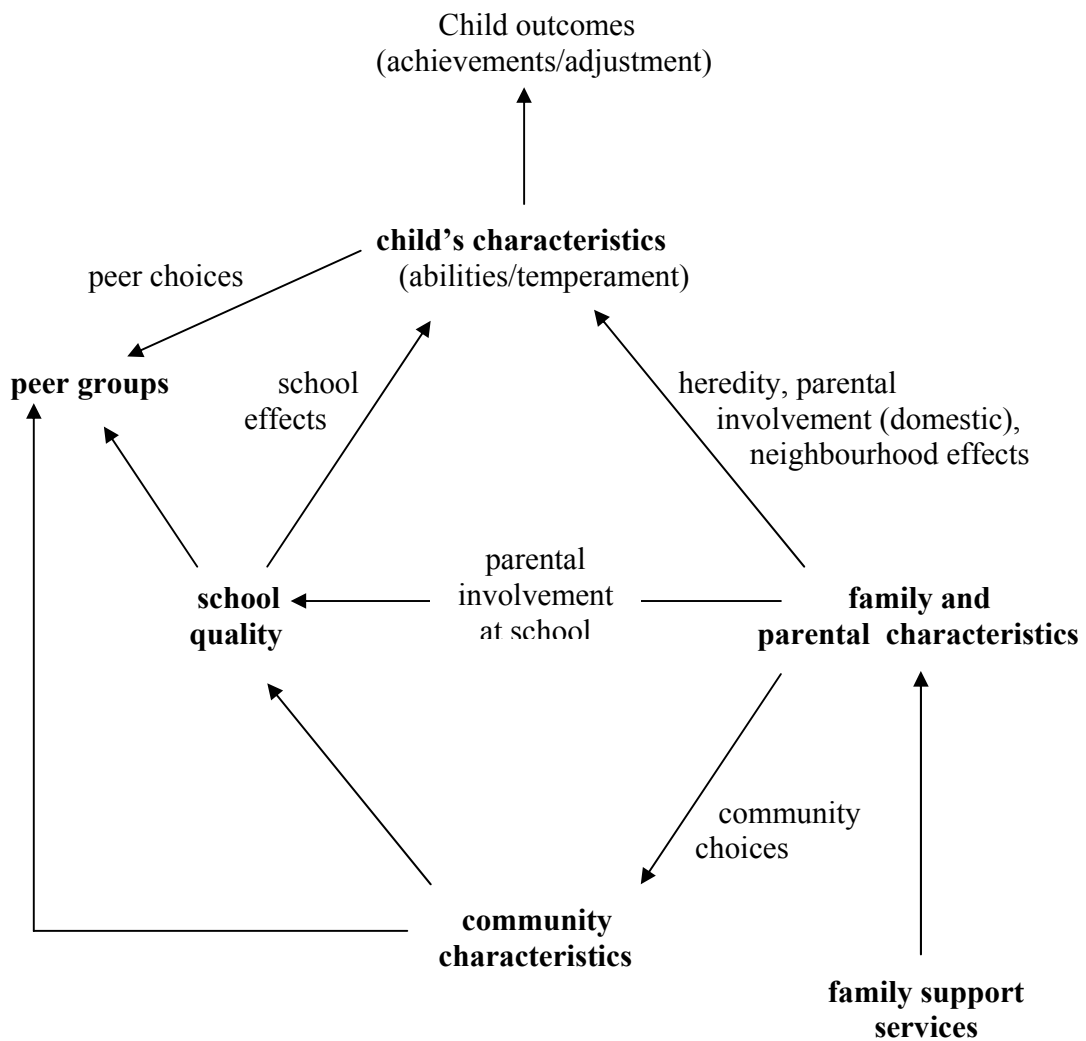 Child outcomes
(achievements/adjustment)
child’s characteristics
(abilities/temperament)
peer choices
peer groups
school
effects
heredity, parental
involvement (domestic),
neighbourhood effects
parental
involvement
at school
school
quality
family and
parental characteristics
community
choices
community
characteristics
family support
services